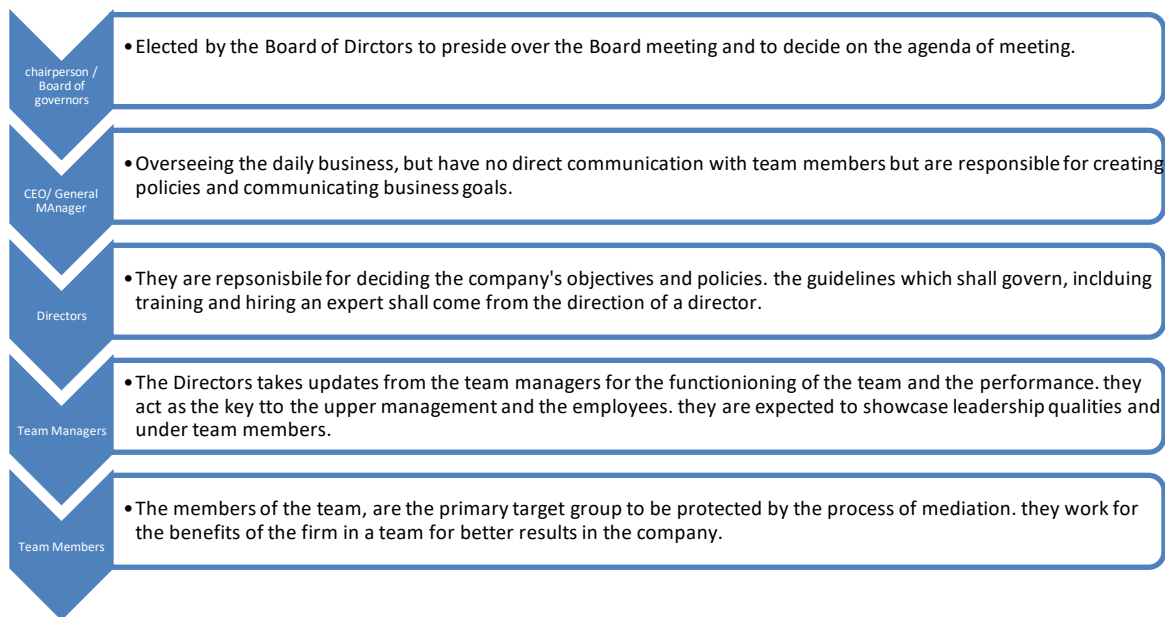 chairperson /
Board of
governors
•Elected by the Board of Dirctors to preside over the Board meeting and to decide on the agenda of meeting.
CEO/ General
MAnager
•Overseeing the daily business, but have no direct communication with team members but are responsible for creating
policies and communicating business goals.
Directors
•They are repsonisbile for deciding the company's objectives and policies. the guidelines which shall govern, inclduing
training and hiring an expert shall come from the direction of a director.
Team Managers
•The Directors takes updates from the team managers for the functionioning of the team and the performance. they
act as the key tto the upper management and the employees. they are expected to showcase leadership qualities and
under team members.
Team Members
•The members of the team, are the primary target group to be protected by the process of mediation. they work for
the benefits of the firm in a team for better results in the company.